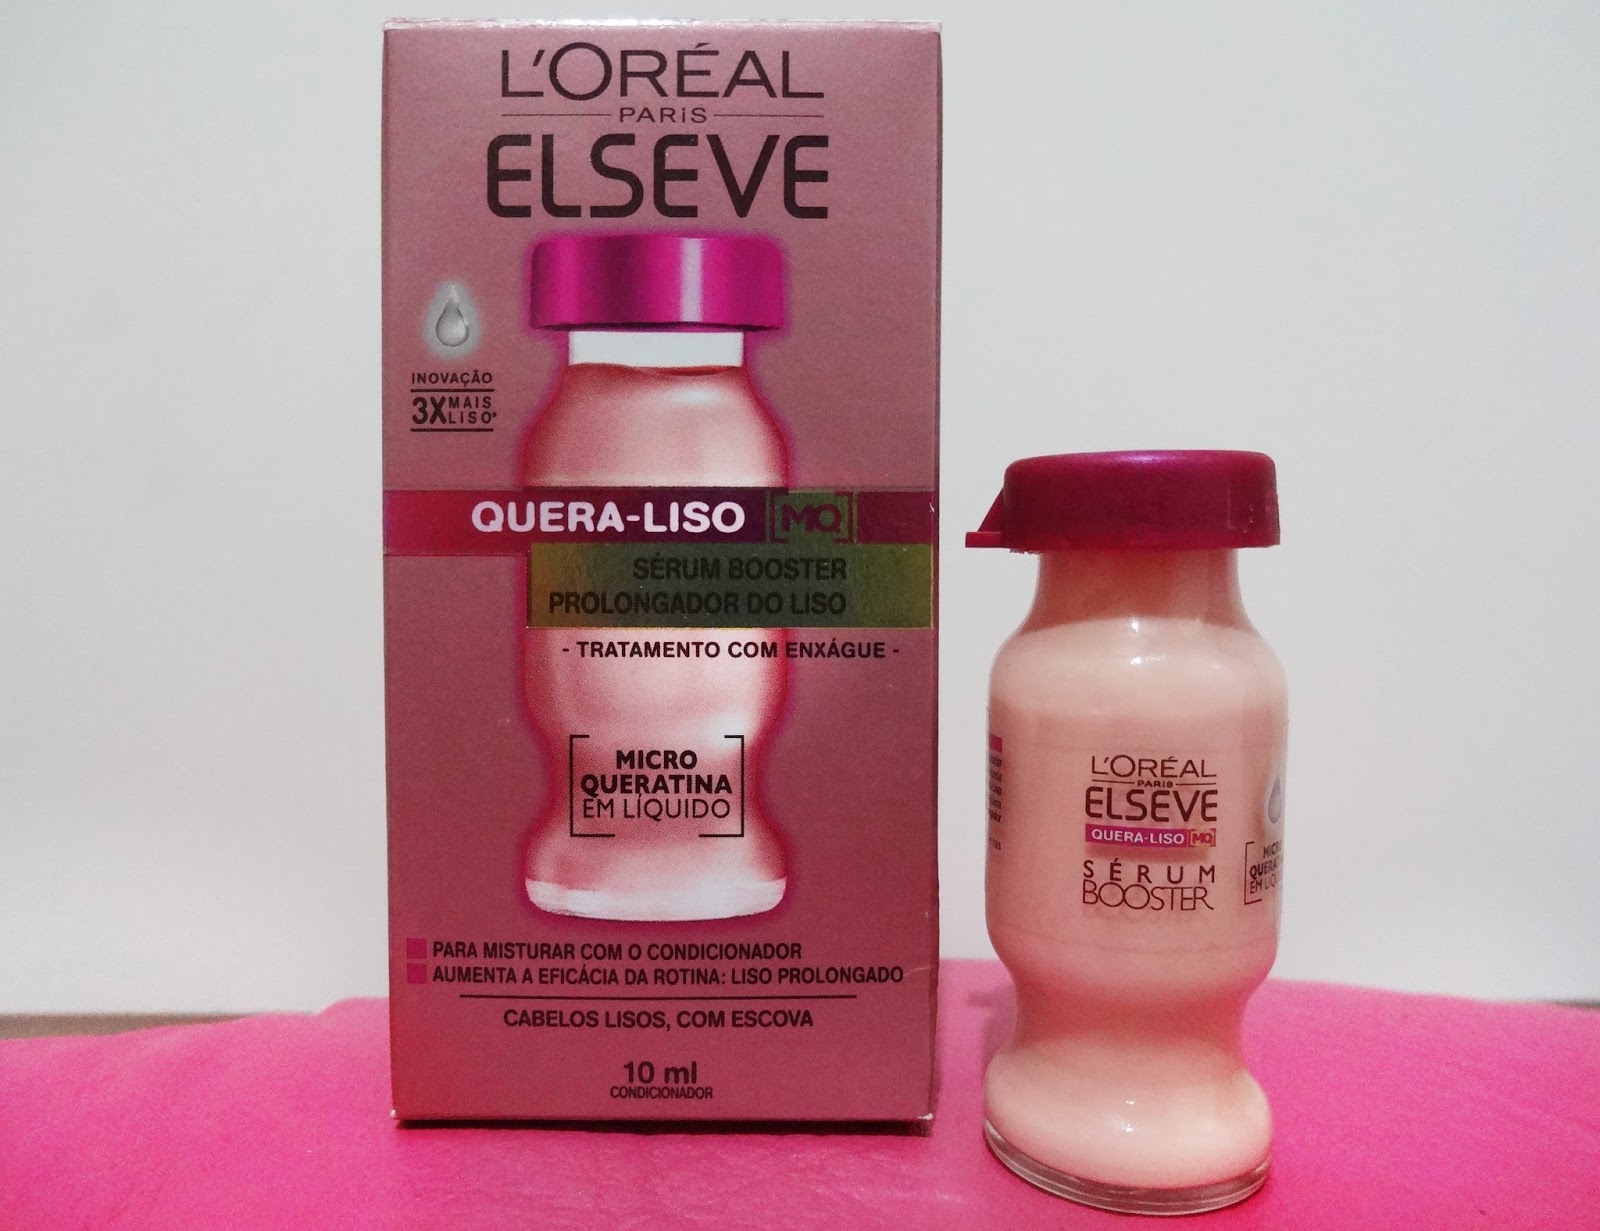 L'ORÉAL
PARIS
ELSEVE
INOVAÇÃO
3X MAIS LISO*
QUERA-LISO [MQ]
SÉRUM BOOSTER
PROLONGADOR DO LISO
- TRATAMENTO COM ENXÁGUE -
MICRO
QUERATINA
EM LÍQUIDO
PARA MISTURAR COM O CONDICIONADOR
AUMENTA A EFICÁCIA DA ROTINA: LISO PROLONGADO
CABELOS LISOS, COM ESCOVA
10 ml
CONDICIONADOR
L'ORÉAL
PARIS
ELSEVE
QUERA-LISO [MQ]
SÉRUM
BOOSTER